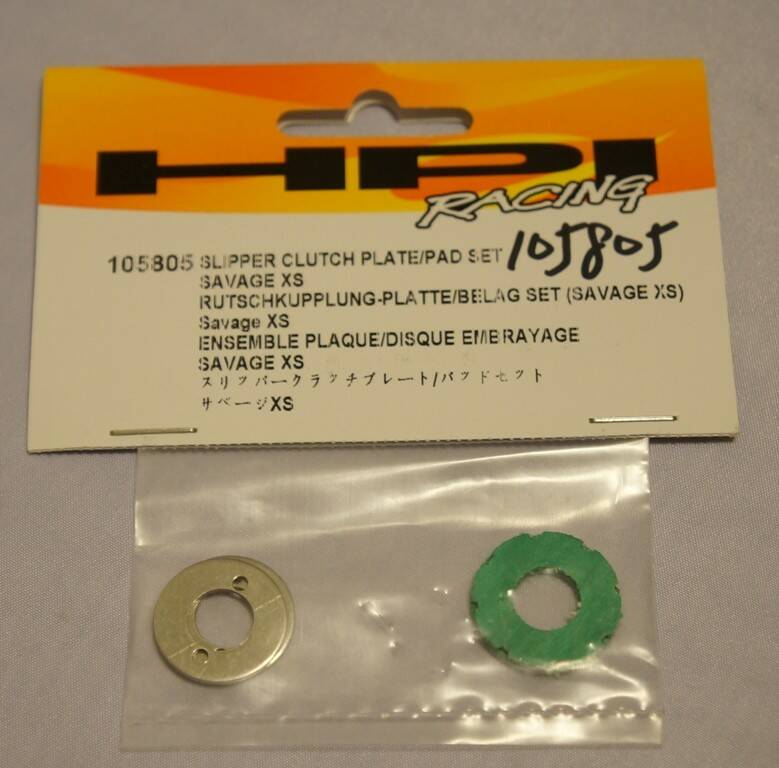 HPI
RACING
105805 SLIPPER CLUTCH PLATE/PAD SET 105805
SAVAGE XS
RUTSCHKUPPLUNG-PLATTE/BELAG SET (SAVAGE XS)
Savage XS
ENSEMBLE PLAQUE/DISQUE EMBRAYAGE
SAVAGE XS
スリッパークラッチプレート/パッドセット
サベージXS